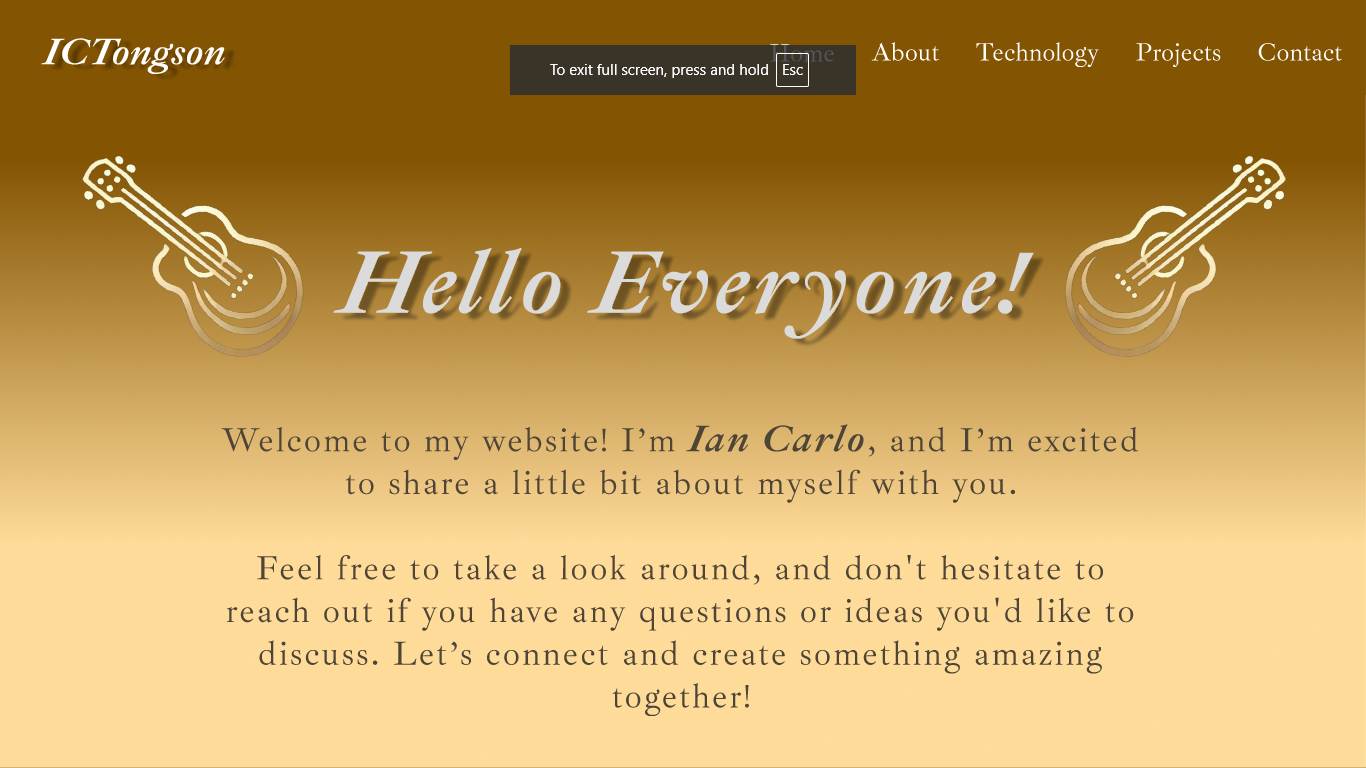 ICTongson
Home About Technology Projects Contact
To exit full screen, press and hold Esc
Hello Everyone!
Welcome to my website! I’m Ian Carlo, and I’m excited
to share a little bit about myself with you.
Feel free to take a look around, and don't hesitate to
reach out if you have any questions or ideas you'd like to
discuss. Let’s connect and create something amazing
together!